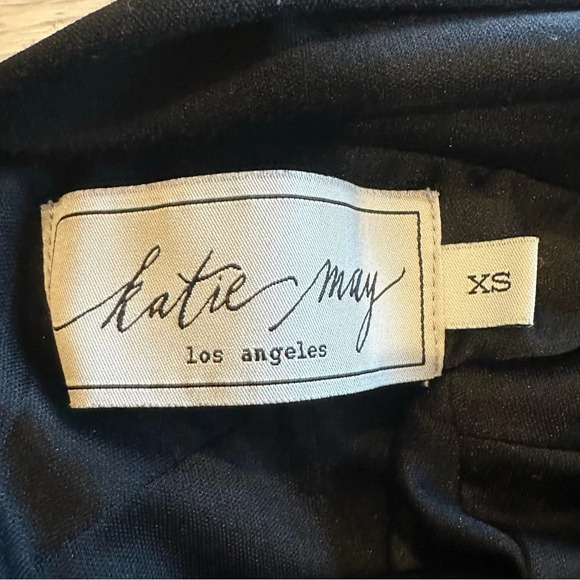 katie may
los angeles
XS